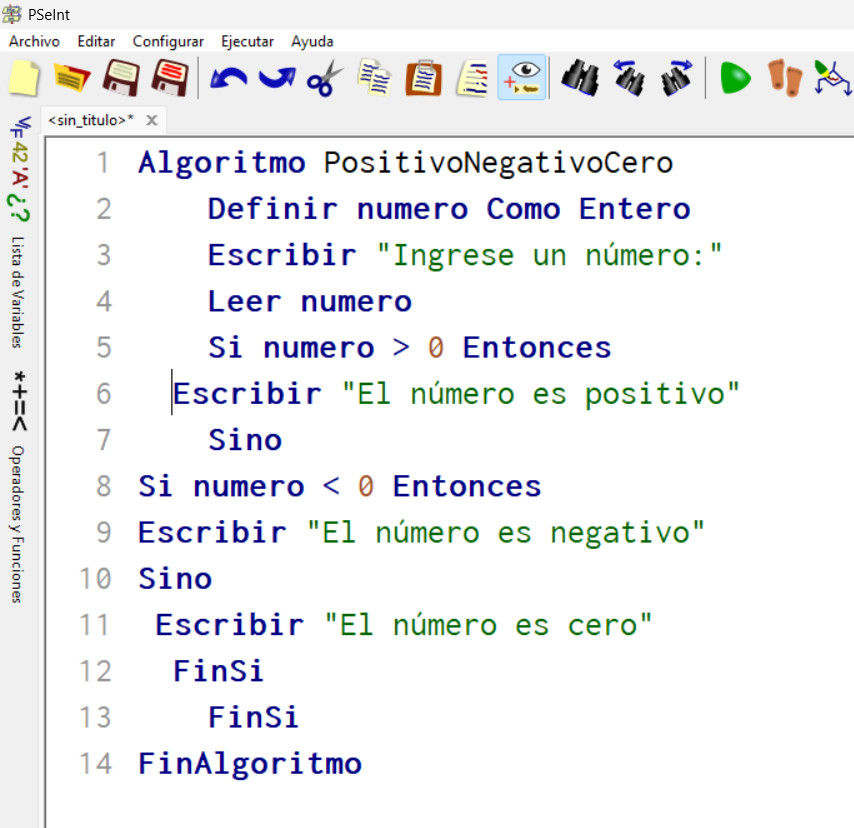 PSeInt
Archivo Editar Configurar Ejecutar Ayuda
<sin_titulo>* x
1 Algoritmo PositivoNegativoCero
2 Definir numero Como Entero
3 Escribir "Ingrese un número:"
4 Leer numero
5 Si numero > 0 Entonces
6 Escribir "El número es positivo"
7 Sino
8 Si numero < 0 Entonces
9 Escribir "El número es negativo"
10 Sino
11 Escribir "El número es cero"
12 FinSi
13 FinSi
14 FinAlgoritmo
V/F 42 'A' ¿?
Lista de Variables
*+=<
Operadores y Funciones